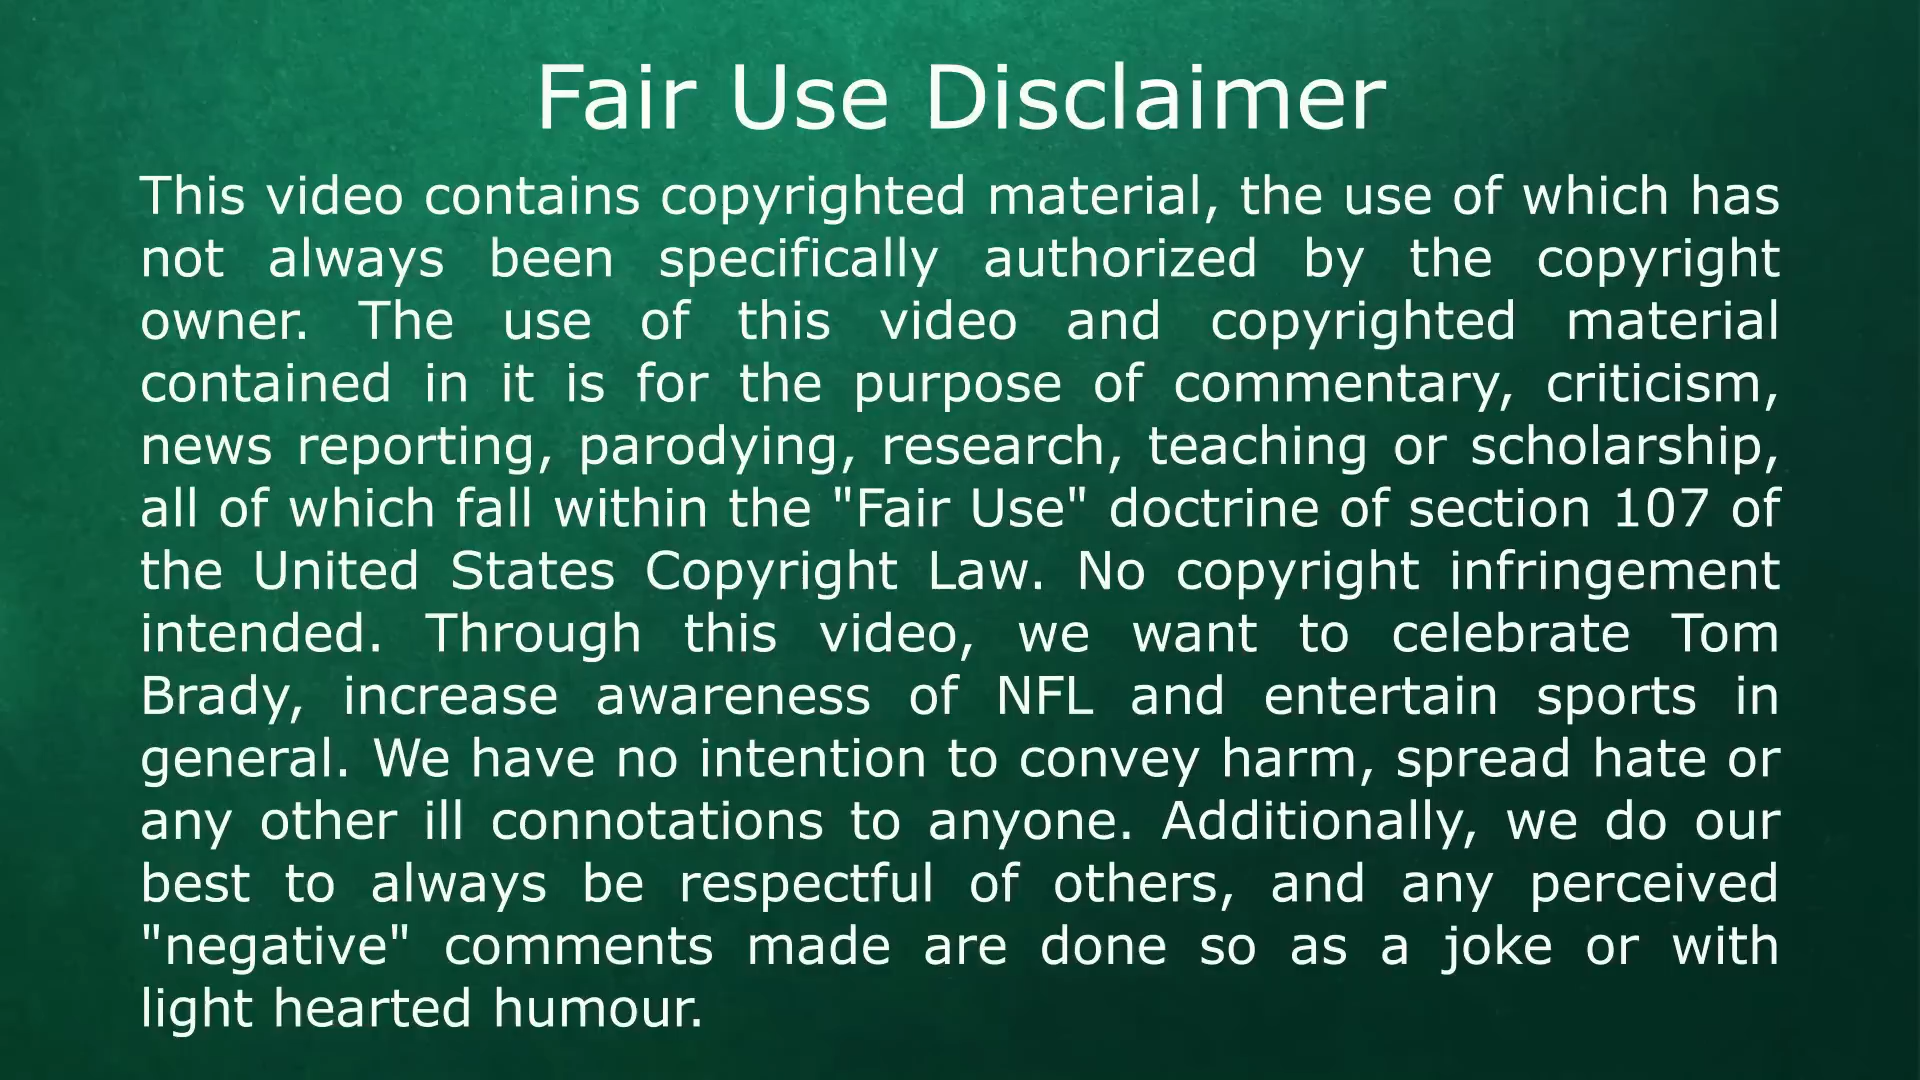 Fair Use Disclaimer
This video contains copyrighted material, the use of which has
not always been specifically authorized by the copyright
owner. The use of this video and copyrighted material
contained in it is for the purpose of commentary, criticism,
news reporting, parodying, research, teaching or scholarship,
all of which fall within the "Fair Use" doctrine of section 107 of
the United States Copyright Law. No copyright infringement
intended. Through this video, we want to celebrate Tom
Brady, increase awareness of NFL and entertain sports in
general. We have no intention to convey harm, spread hate or
any other ill connotations to anyone. Additionally, we do our
best to always be respectful of others, and any perceived
"negative" comments made are done so as a joke or with
light hearted humour.